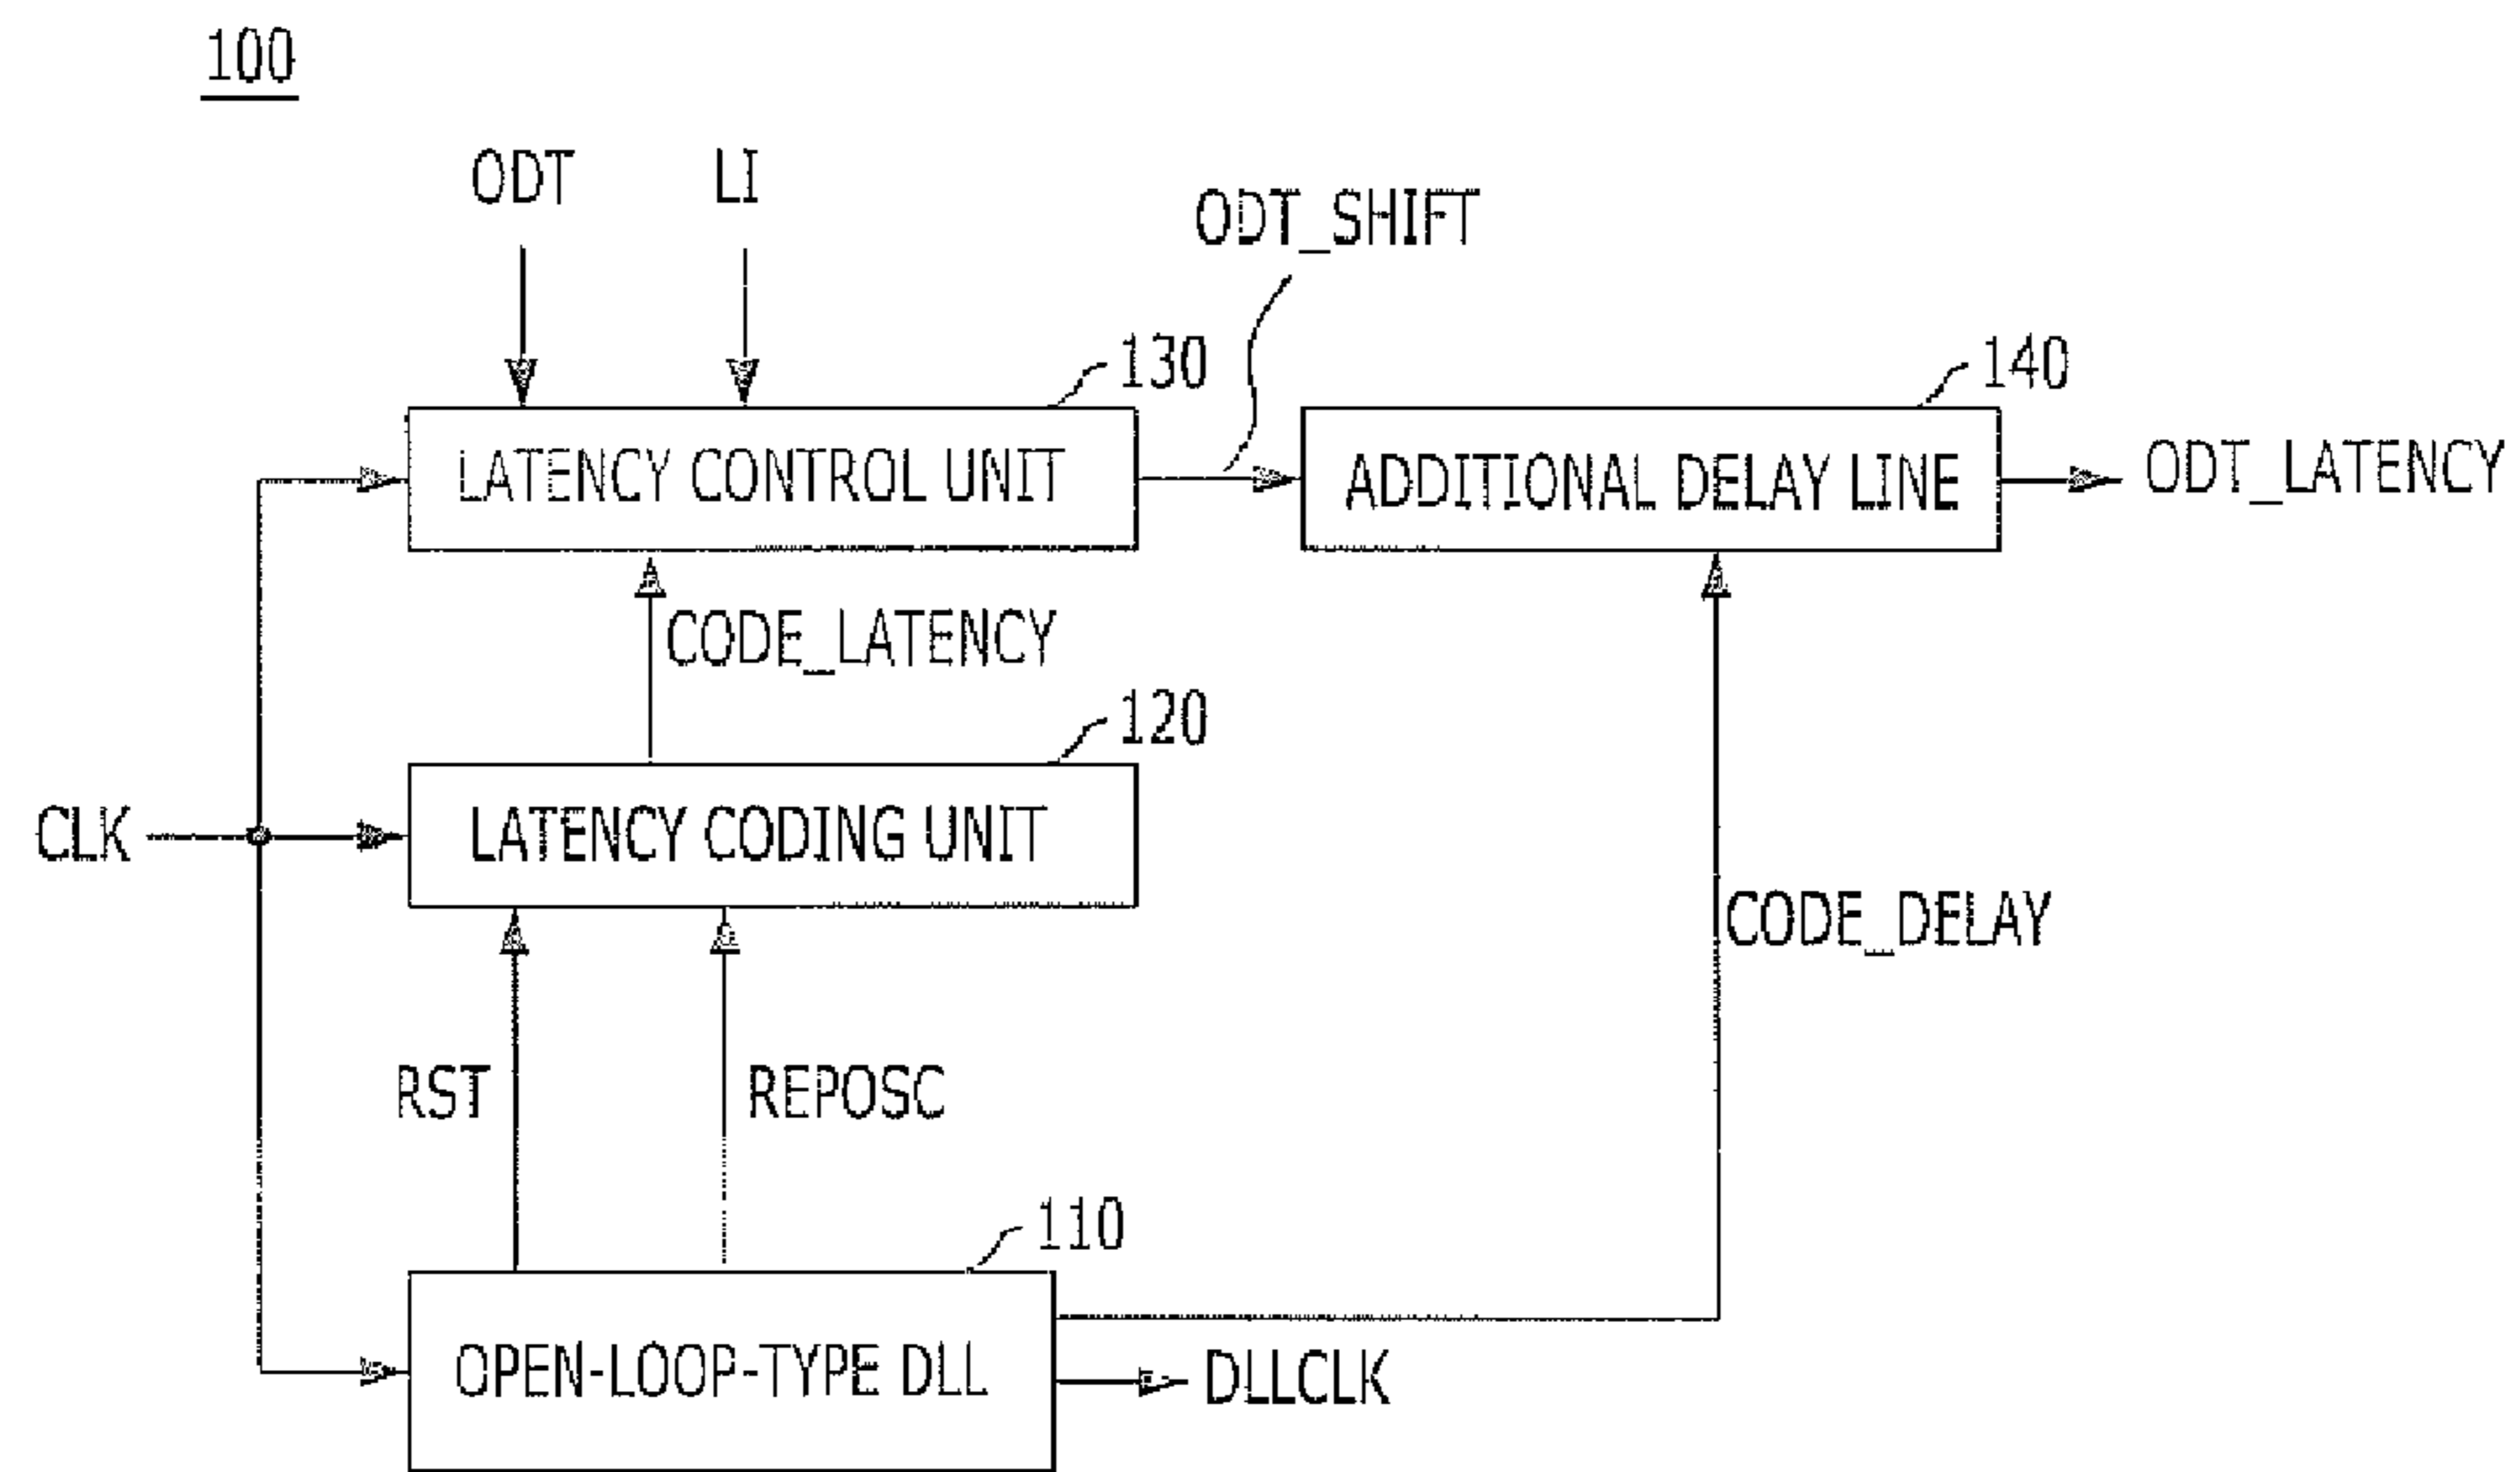 100
ODT
LI
ODT_SHIFT
130
140
LATENCY CONTROL UNIT
ADDITIONAL DELAY LINE
ODT_LATENCY
CODE_LATENCY
120
CLK
LATENCY CODING UNIT
CODE_DELAY
RST
REPOSC
110
OPEN-LOOP-TYPE DLL
DLLCLK